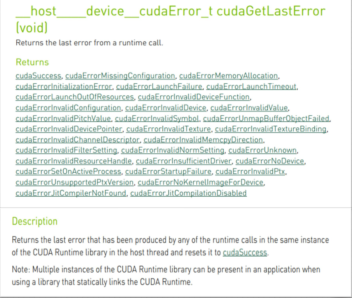 __host____device__cudaError_t cudaGetLastError
(void)
Returns the last error from a runtime call.
Returns
cudaSuccess, cudaErrorMissingConfiguration, cudaErrorMemoryAllocation,
cudaErrorInitializationError, cudaErrorLaunchFailure, cudaErrorLaunchTimeout,
cudaErrorLaunchOutOfResources, cudaErrorInvalidDeviceFunction,
cudaErrorInvalidConfiguration, cudaErrorInvalidDevice, cudaErrorInvalidValue,
cudaErrorInvalidPitchValue, cudaErrorInvalidSymbol, cudaErrorUnmapBufferObjectFailed,
cudaErrorInvalidDevicePointer, cudaErrorInvalidTexture, cudaErrorInvalidTextureBinding,
cudaErrorInvalidChannelDescriptor, cudaErrorInvalidMemcpyDirection,
cudaErrorInvalidFilterSetting, cudaErrorInvalidNormSetting, cudaErrorUnknown,
cudaErrorInvalidResourceHandle, cudaErrorInsufficientDriver, cudaErrorNoDevice,
cudaErrorSetOnActiveProcess, cudaErrorStartupFailure, cudaErrorInvalidPtx,
cudaErrorUnsupportedPtxVersion, cudaErrorNoKernelImageForDevice,
cudaErrorJitCompilerNotFound, cudaErrorJitCompilationDisabled
Description
Returns the last error that has been produced by any of the runtime calls in the same instance
of the CUDA Runtime library in the host thread and resets it to cudaSuccess.
Note: Multiple instances of the CUDA Runtime library can be present in an application when
using a library that statically links the CUDA Runtime.